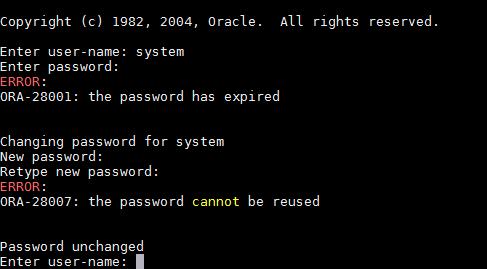 Copyright (c) 1982, 2004, Oracle.  All rights reserved.
Enter user-name: system
Enter password:
ERROR:
ORA-28001: the password has expired
Changing password for system
New password:
Retype new password:
ERROR:
ORA-28007: the password cannot be reused
Password unchanged
Enter user-name: